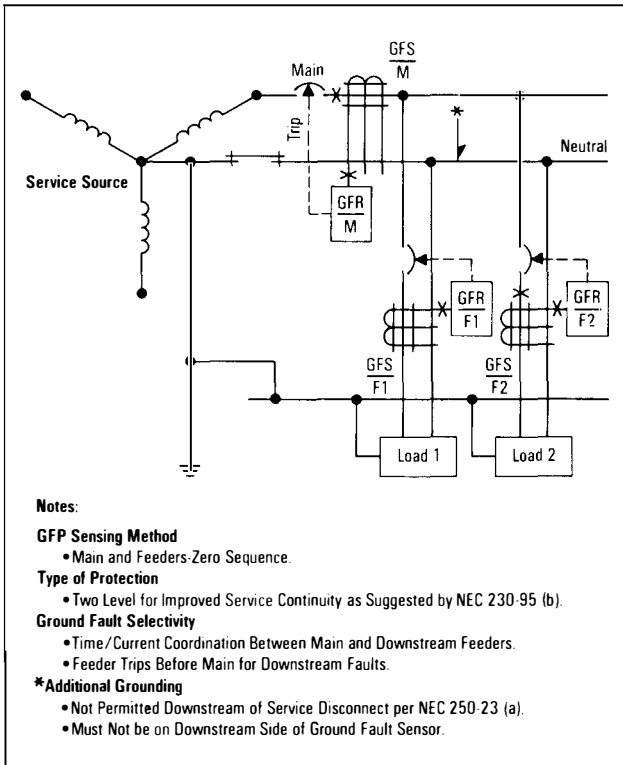 GFS
M
Main
*
Trip
Neutral
Service Source
GFR
M
GFR
F1
GFR
F2
GFS
F1
GFS
F2
Load 1
Load 2
Notes:
GFP Sensing Method
•Main and Feeders-Zero Sequence.
Type of Protection
•Two Level for Improved Service Continuity as Suggested by NEC 230-95 (b).
Ground Fault Selectivity
•Time/Current Coordination Between Main and Downstream Feeders.
•Feeder Trips Before Main for Downstream Faults.
*Additional Grounding
•Not Permitted Downstream of Service Disconnect per NEC 250-23 (a).
•Must Not be on Downstream Side of Ground Fault Sensor.